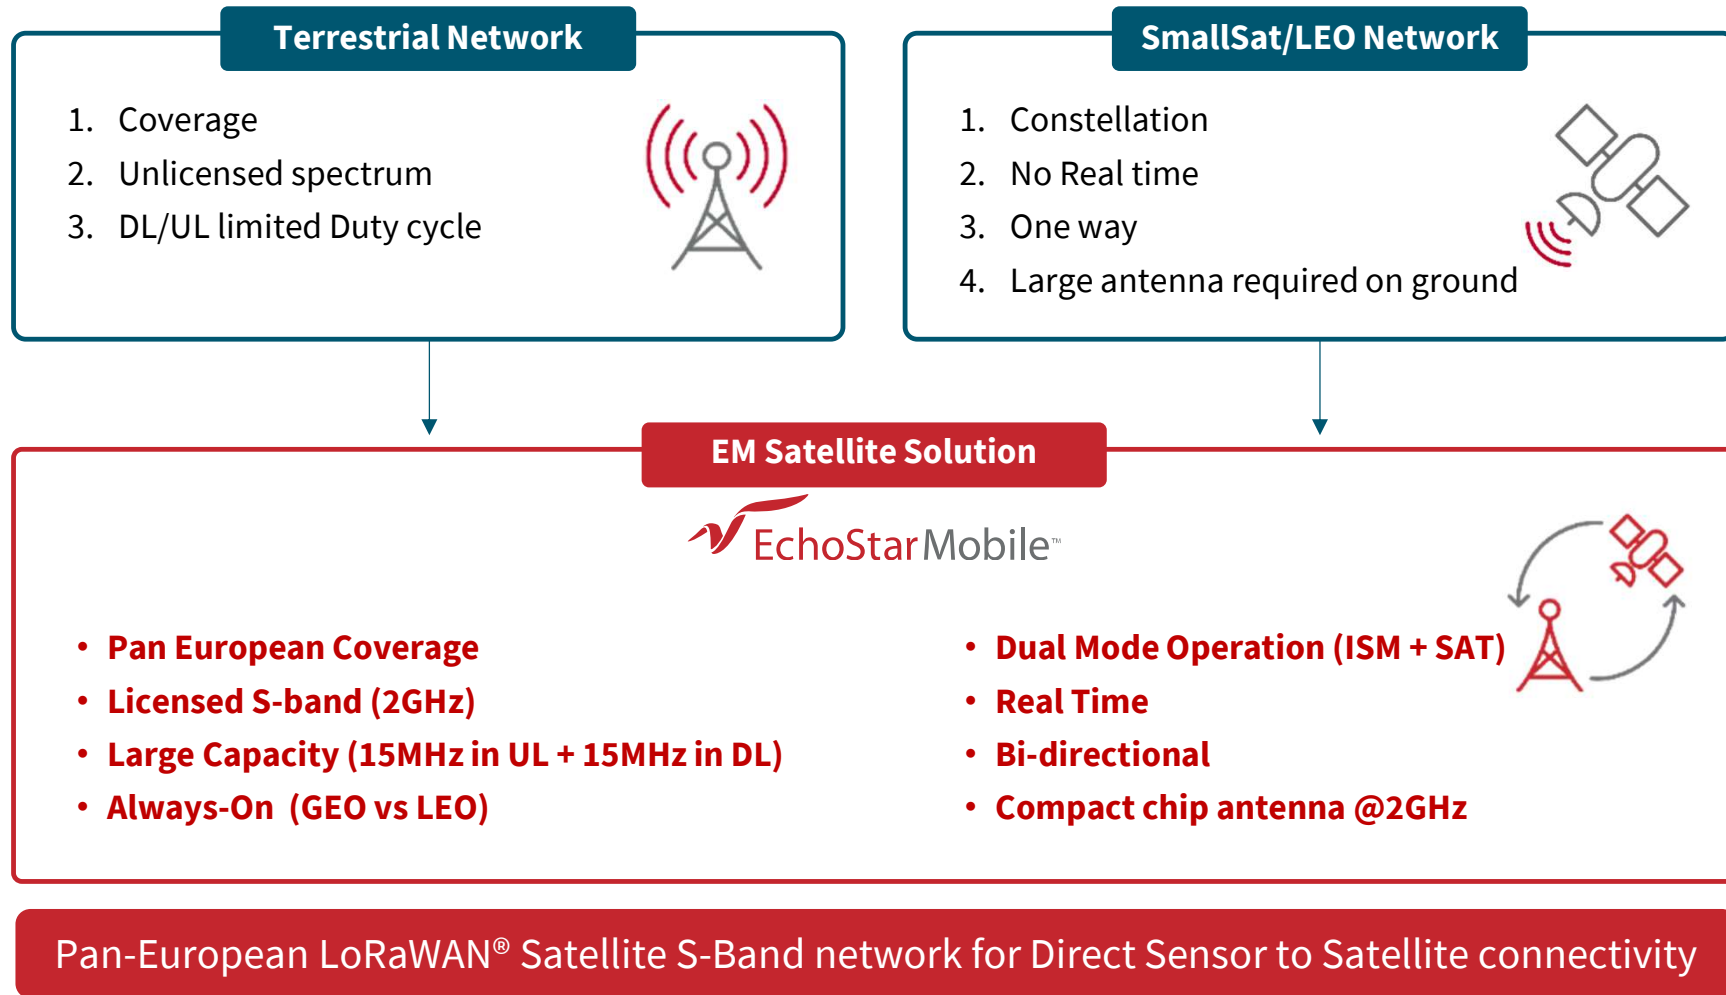 Terrestrial Network
1. Coverage
2. Unlicensed spectrum
3. DL/UL limited Duty cycle
SmallSat/LEO Network
1. Constellation
2. No Real time
3. One way
4. Large antenna required on ground
EM Satellite Solution
EchoStar Mobile™
• Pan European Coverage
• Licensed S-band (2GHz)
• Large Capacity (15MHz in UL + 15MHz in DL)
• Always-On (GEO vs LEO)
• Dual Mode Operation (ISM + SAT)
• Real Time
• Bi-directional
• Compact chip antenna @2GHz
Pan-European LoRaWAN® Satellite S-Band network for Direct Sensor to Satellite connectivity